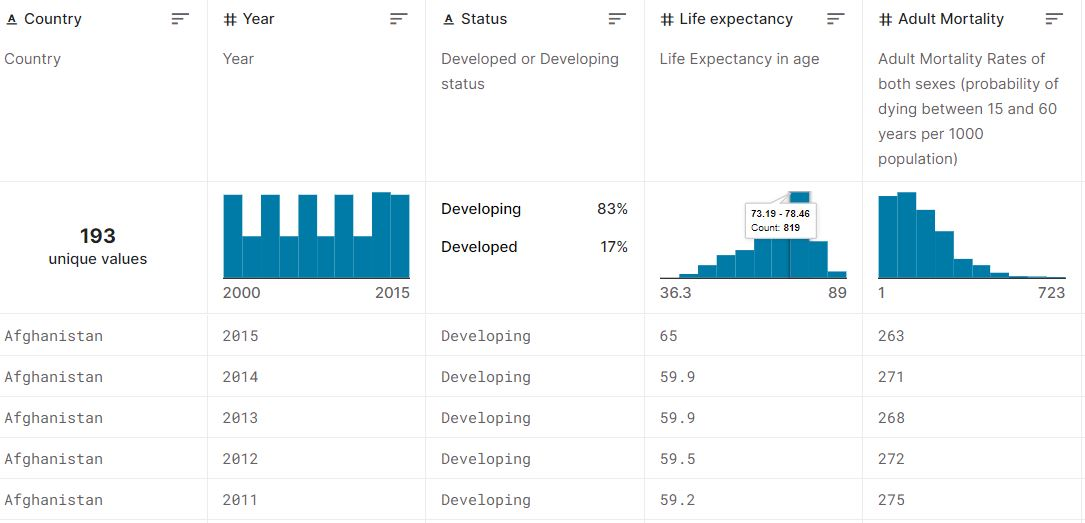 Country
Year
Status
Life expectancy
Adult Mortality
Country
Year
Developed or Developing
status
Life Expectancy in age
Adult Mortality Rates of
both sexes (probability of
dying between 15 and 60
years per 1000
population)
193
unique values
2000 2015
Developing 83%
Developed 17%
73.19 - 78.46
Count: 819
36.3 89
1 723
Afghanistan 2015 Developing 65 263
Afghanistan 2014 Developing 59.9 271
Afghanistan 2013 Developing 59.9 268
Afghanistan 2012 Developing 59.5 272
Afghanistan 2011 Developing 59.2 275